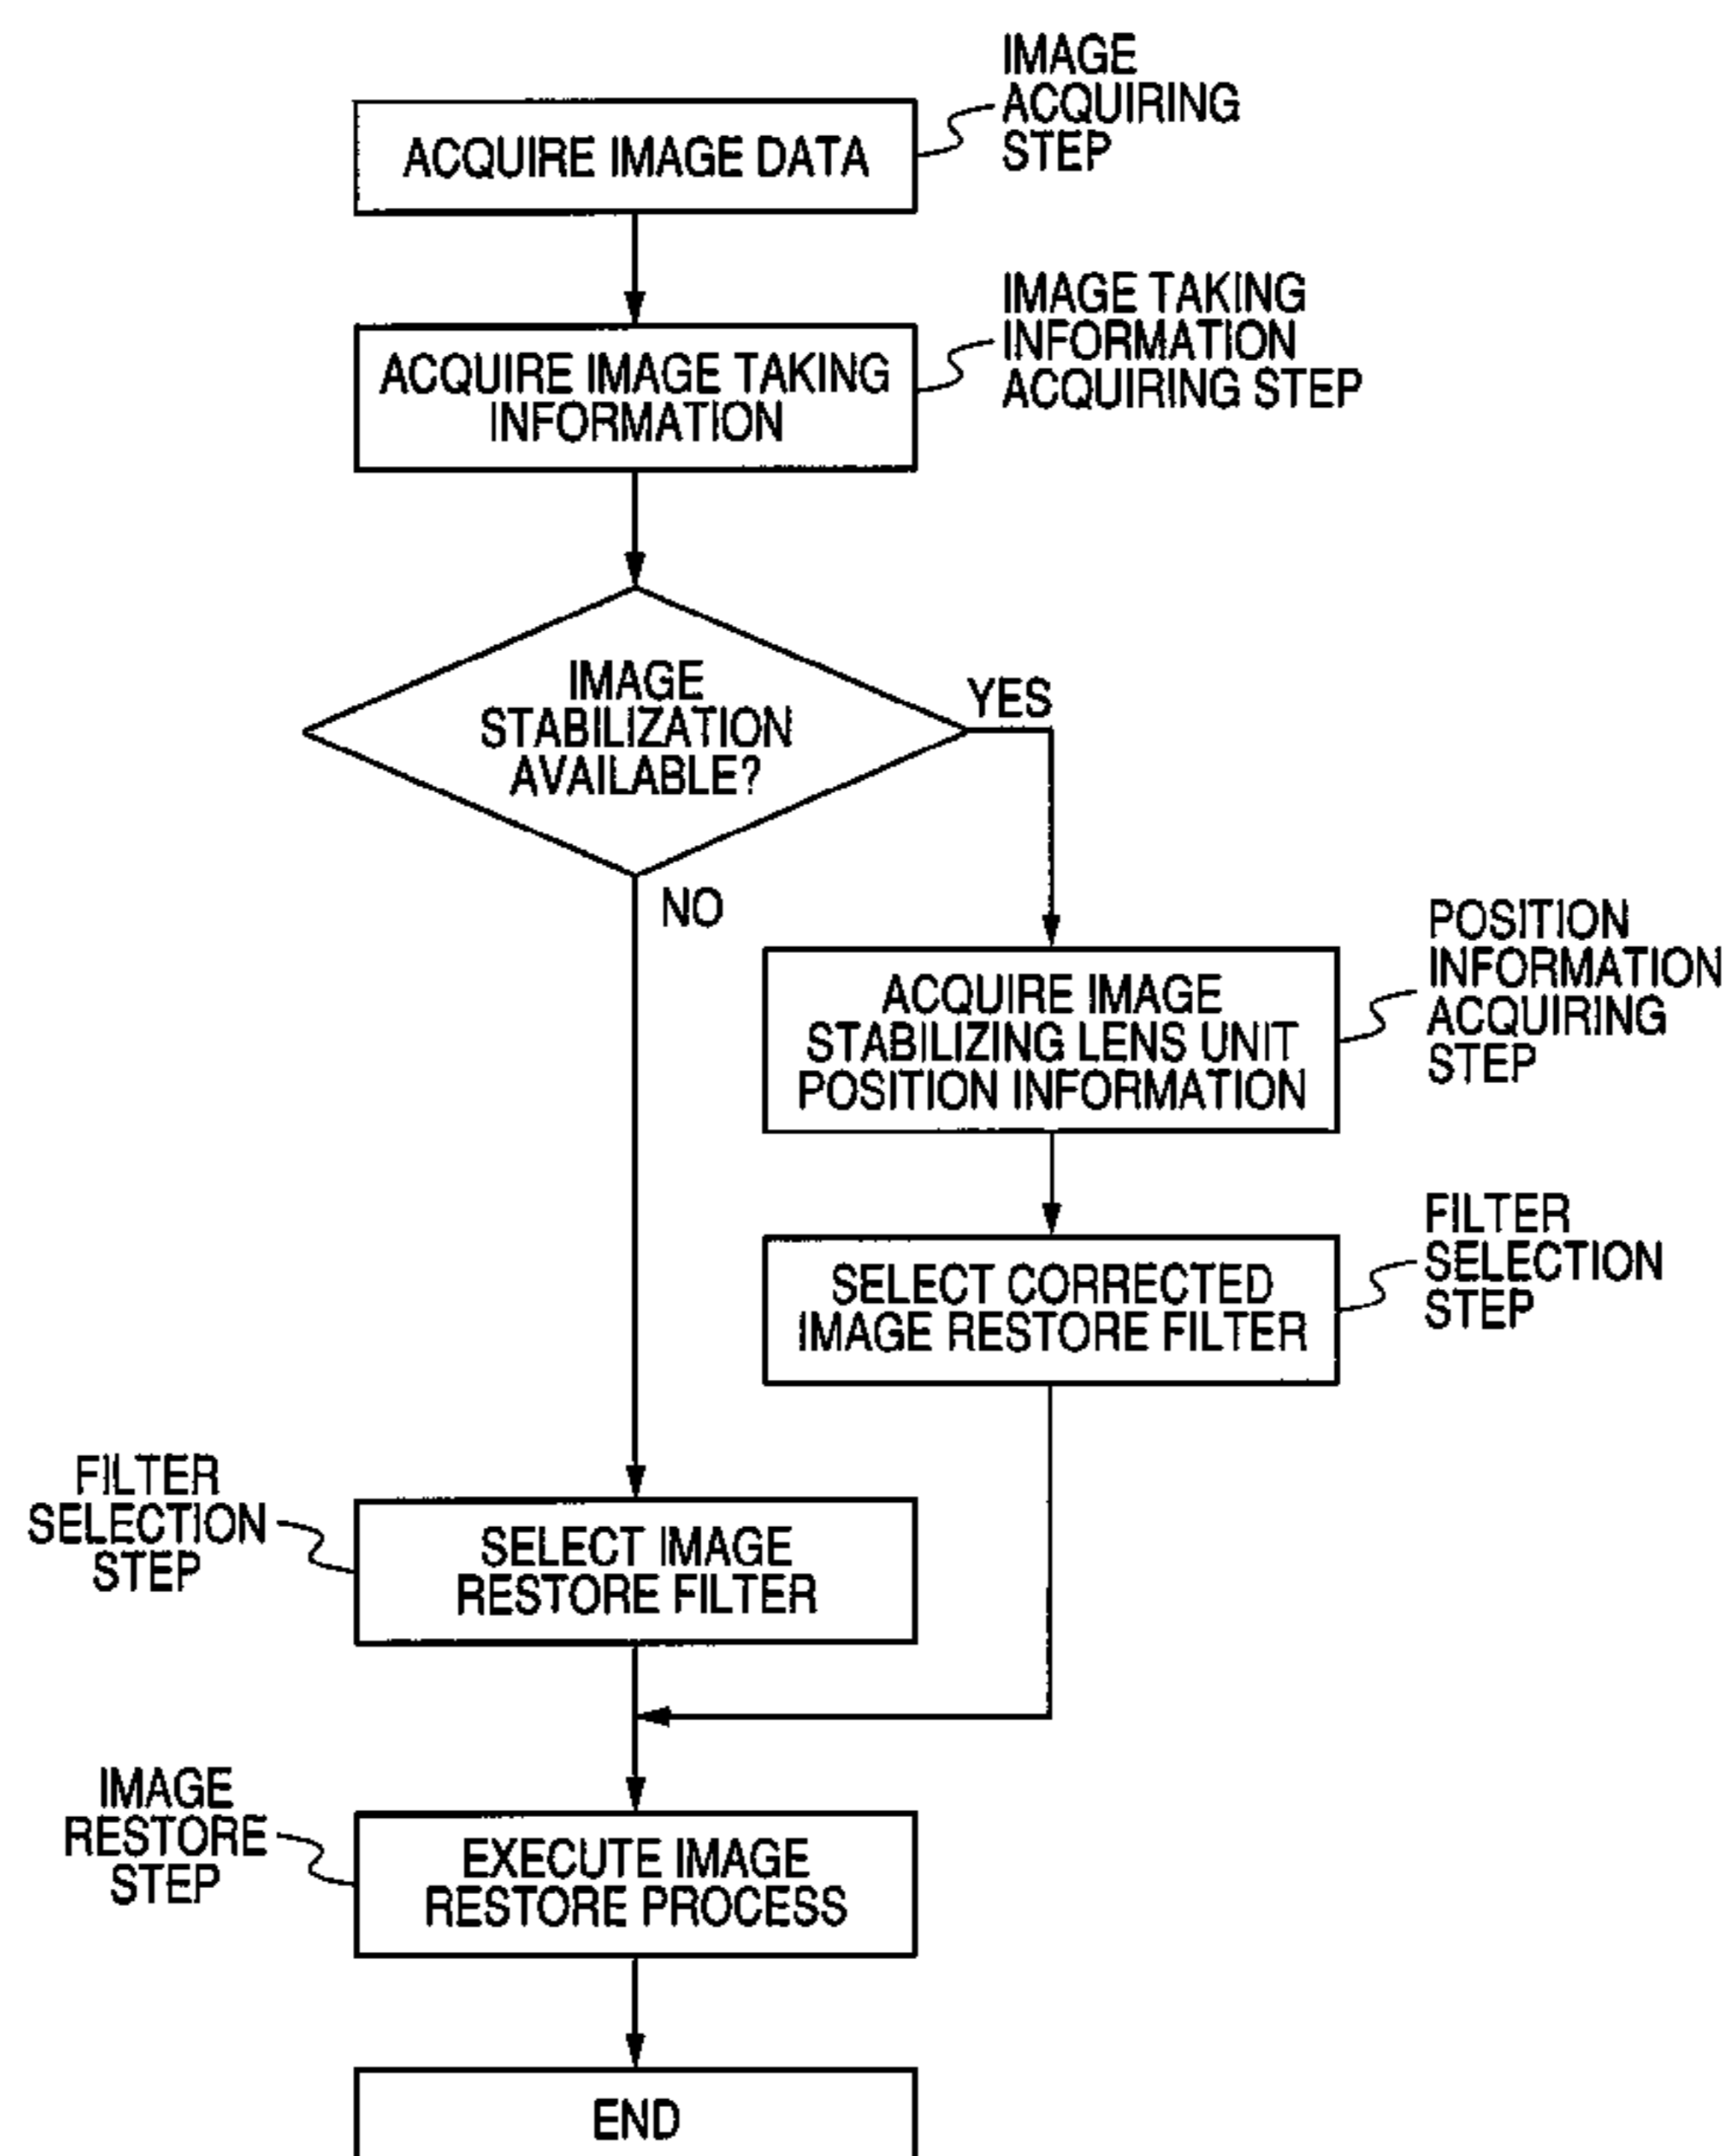 IMAGE
ACQUIRING
STEP
ACQUIRE IMAGE DATA
IMAGE TAKING
INFORMATION
ACQUIRING STEP
ACQUIRE IMAGE TAKING
INFORMATION
IMAGE
STABILIZATION
AVAILABLE?
YES
NO
POSITION
INFORMATION
ACQUIRING
STEP
ACQUIRE IMAGE
STABILIZING LENS UNIT
POSITION INFORMATION
FILTER
SELECTION
STEP
SELECT CORRECTED
IMAGE RESTORE FILTER
FILTER
SELECTION
STEP
SELECT IMAGE
RESTORE FILTER
IMAGE
RESTORE
STEP
EXECUTE IMAGE
RESTORE PROCESS
END